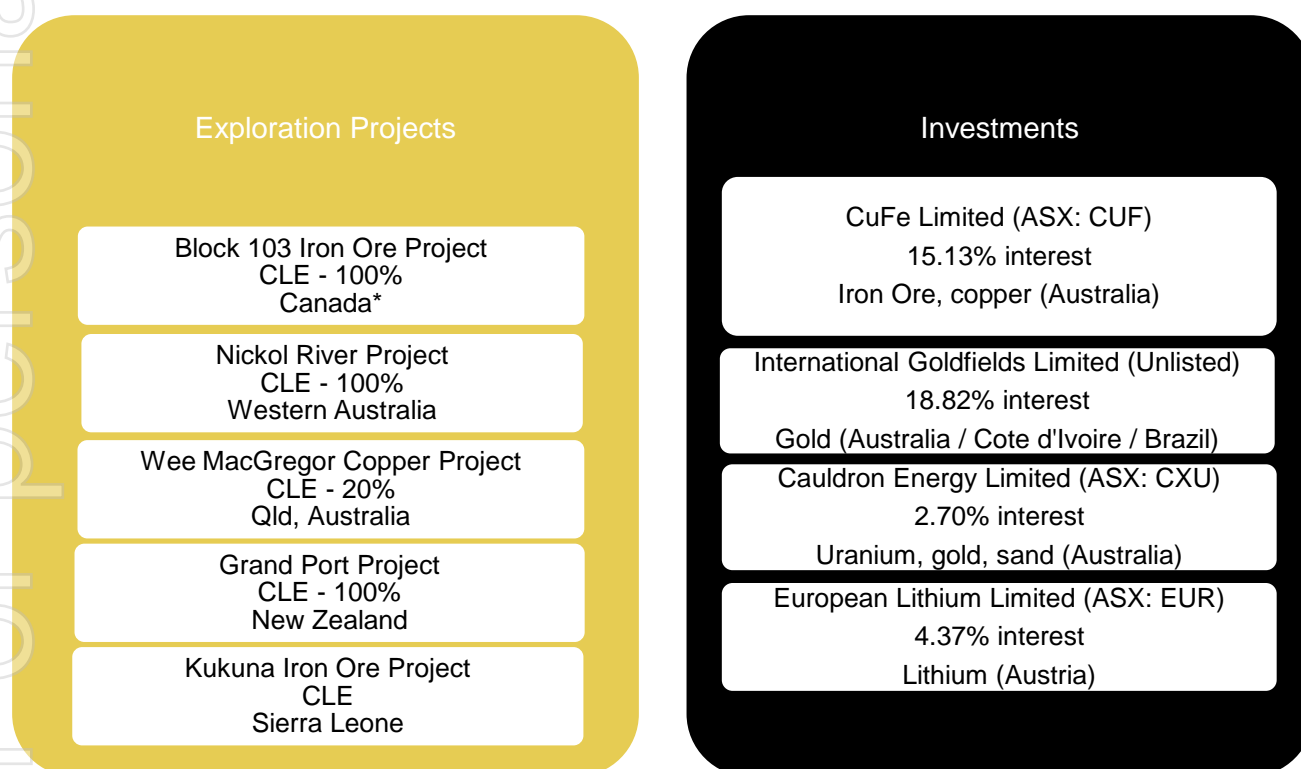 Exploration Projects
Block 103 Iron Ore Project
CLE - 100%
Canada*
Nickol River Project
CLE - 100%
Western Australia
Wee MacGregor Copper Project
CLE - 20%
Qld, Australia
Grand Port Project
CLE - 100%
New Zealand
Kukuna Iron Ore Project
CLE
Sierra Leone
Investments
CuFe Limited (ASX: CUF)
15.13% interest
Iron Ore, copper (Australia)
International Goldfields Limited (Unlisted)
18.82% interest
Gold (Australia / Cote d'Ivoire / Brazil)
Cauldron Energy Limited (ASX: CXU)
2.70% interest
Uranium, gold, sand (Australia)
European Lithium Limited (ASX: EUR)
4.37% interest
Lithium (Austria)